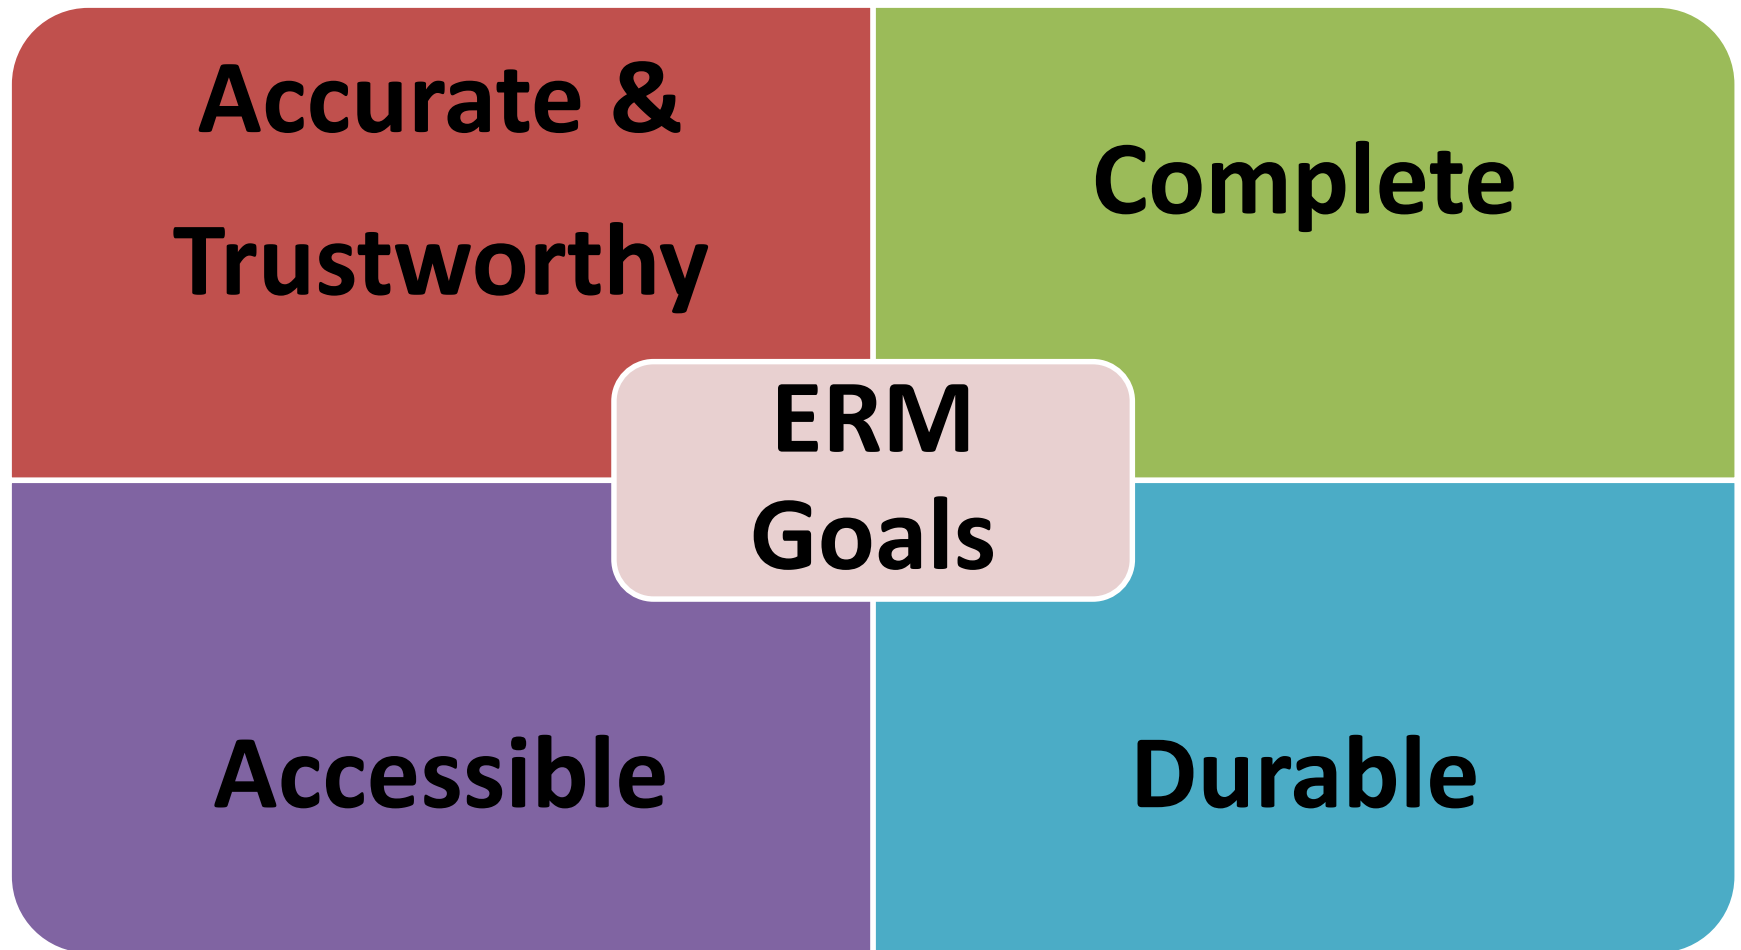 Accurate &
Trustworthy
Complete
ERM
Goals
Accessible
Durable